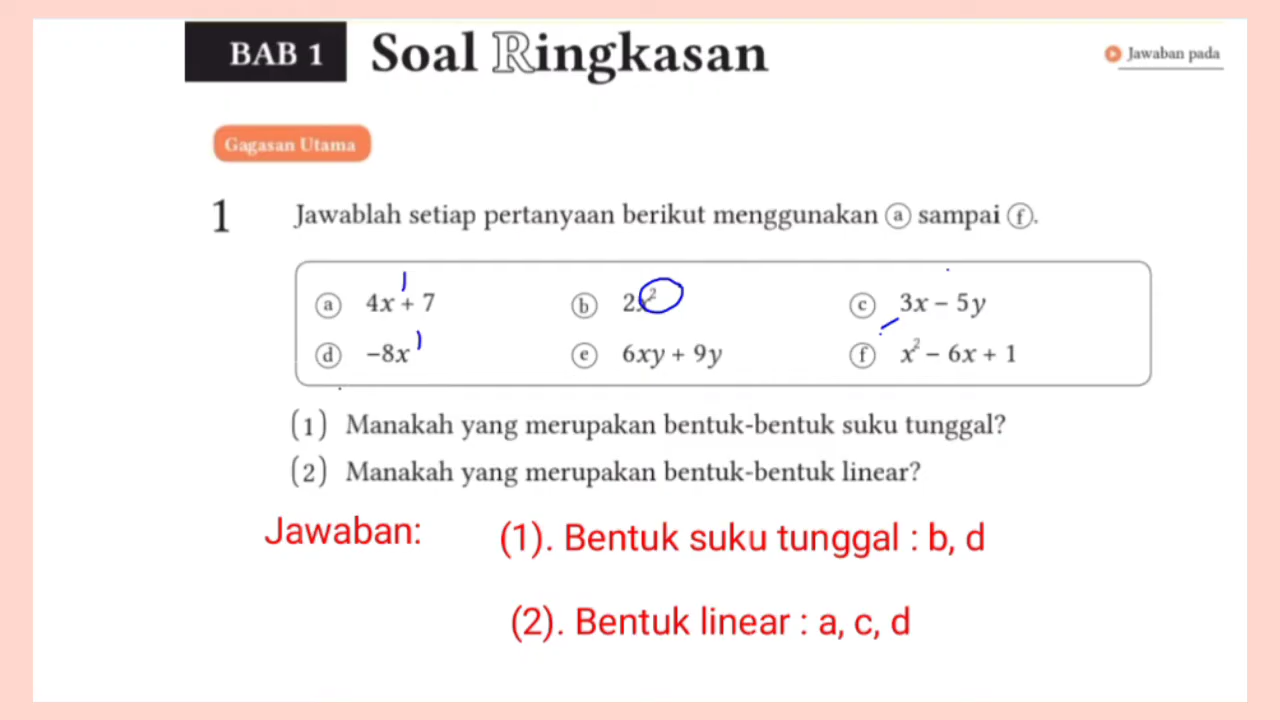 BAB 1 Soal Ringkasan
Jawaban pada
Gagasan Utama
1 Jawablah setiap pertanyaan berikut menggunakan ⓐ sampai ⓕ.
ⓐ 4x + 7 ⓑ 2x² ⓒ 3x – 5y
ⓓ –8x ⓔ 6xy + 9y ⓕ x² – 6x + 1
(1) Manakah yang merupakan bentuk-bentuk suku tunggal?
(2) Manakah yang merupakan bentuk-bentuk linear?
Jawaban: (1). Bentuk suku tunggal : b, d
(2). Bentuk linear : a, c, d